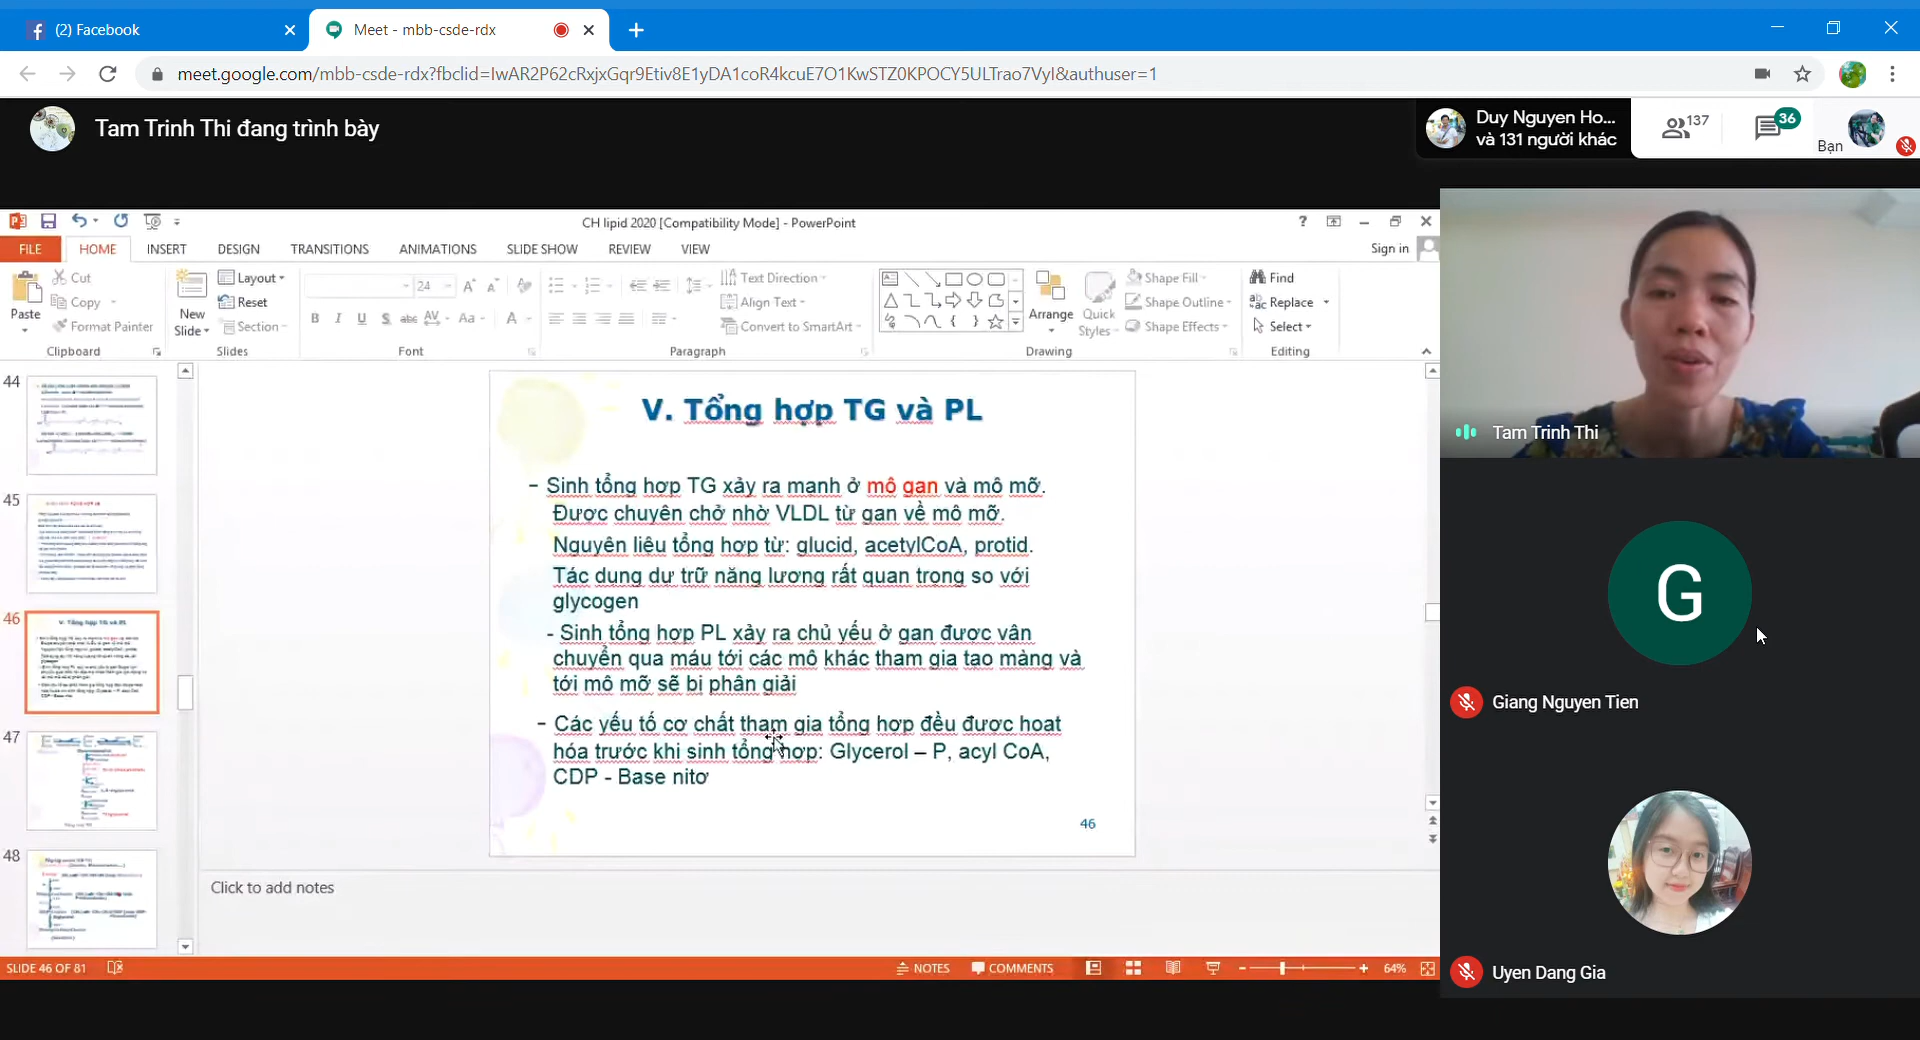 (2) Facebook
Meet - mbb-csde-rdx
meet.google.com/mbb-csde-rdx?fbclid=IwAR2P62cRxjxGqr9Etiv8E1yDA1coR4kcuE7O1KwSTZ0KPOCY5ULTrao7VyI&authuser=1
Tam Trinh Thi đang trình bày
Duy Nguyen Ho...
và 131 người khác
137
36
Bạn
CH lipid 2020 [Compatibility Mode] - PowerPoint
FILE HOME INSERT DESIGN TRANSITIONS ANIMATIONS SLIDE SHOW REVIEW VIEW
Sign in
Paste
Cut
Copy
Format Painter
Clipboard
New
Slide
Layout
Reset
Section
Slides
24
Font
Text Direction
Align Text
Convert to SmartArt
Paragraph
Arrange
Quick
Styles
Shape Fill
Shape Outline
Shape Effects
Drawing
Find
Replace
Select
Editing
44
45
46
47
48
V. Tổng hợp TG và PL
- Sinh tổng hợp TG xảy ra mạnh ở mô gan và mô mỡ.
Được chuyên chở nhờ VLDL từ gan về mô mỡ.
Nguyên liệu tổng hợp từ: glucid, acetylCoA, protid.
Tác dụng dự trữ năng lượng rất quan trọng so với
glycogen
- Sinh tổng hợp PL xảy ra chủ yếu ở gan được vân
chuyển qua máu tới các mô khác tham gia tạo màng và
tới mô mỡ sẽ bị phân giải
- Các yếu tố cơ chất tham gia tổng hợp đều được hoạt
hóa trước khi sinh tổng hợp: Glycerol – P, acyl CoA,
CDP - Base nitơ
46
Click to add notes
SLIDE 46 OF 81
NOTES
COMMENTS
64%
Tam Trinh Thi
G
Giang Nguyen Tien
Uyen Dang Gia